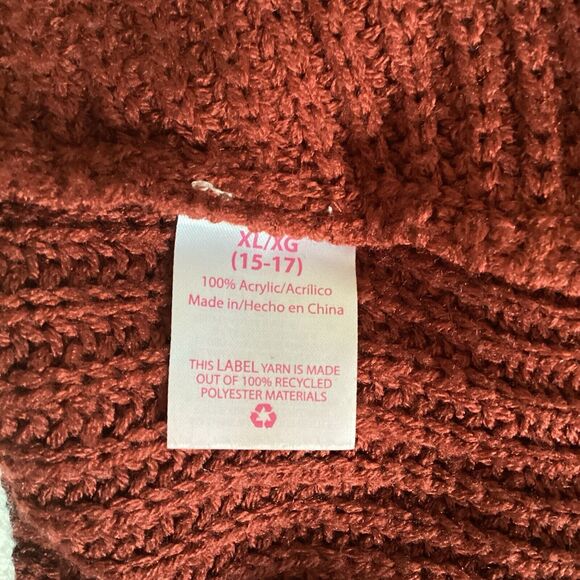 XL/XG
(15-17)
100% Acrylic/Acrílico
Made in/Hecho en China
THIS LABEL YARN IS MADE
OUT OF 100% RECYCLED
POLYESTER MATERIALS